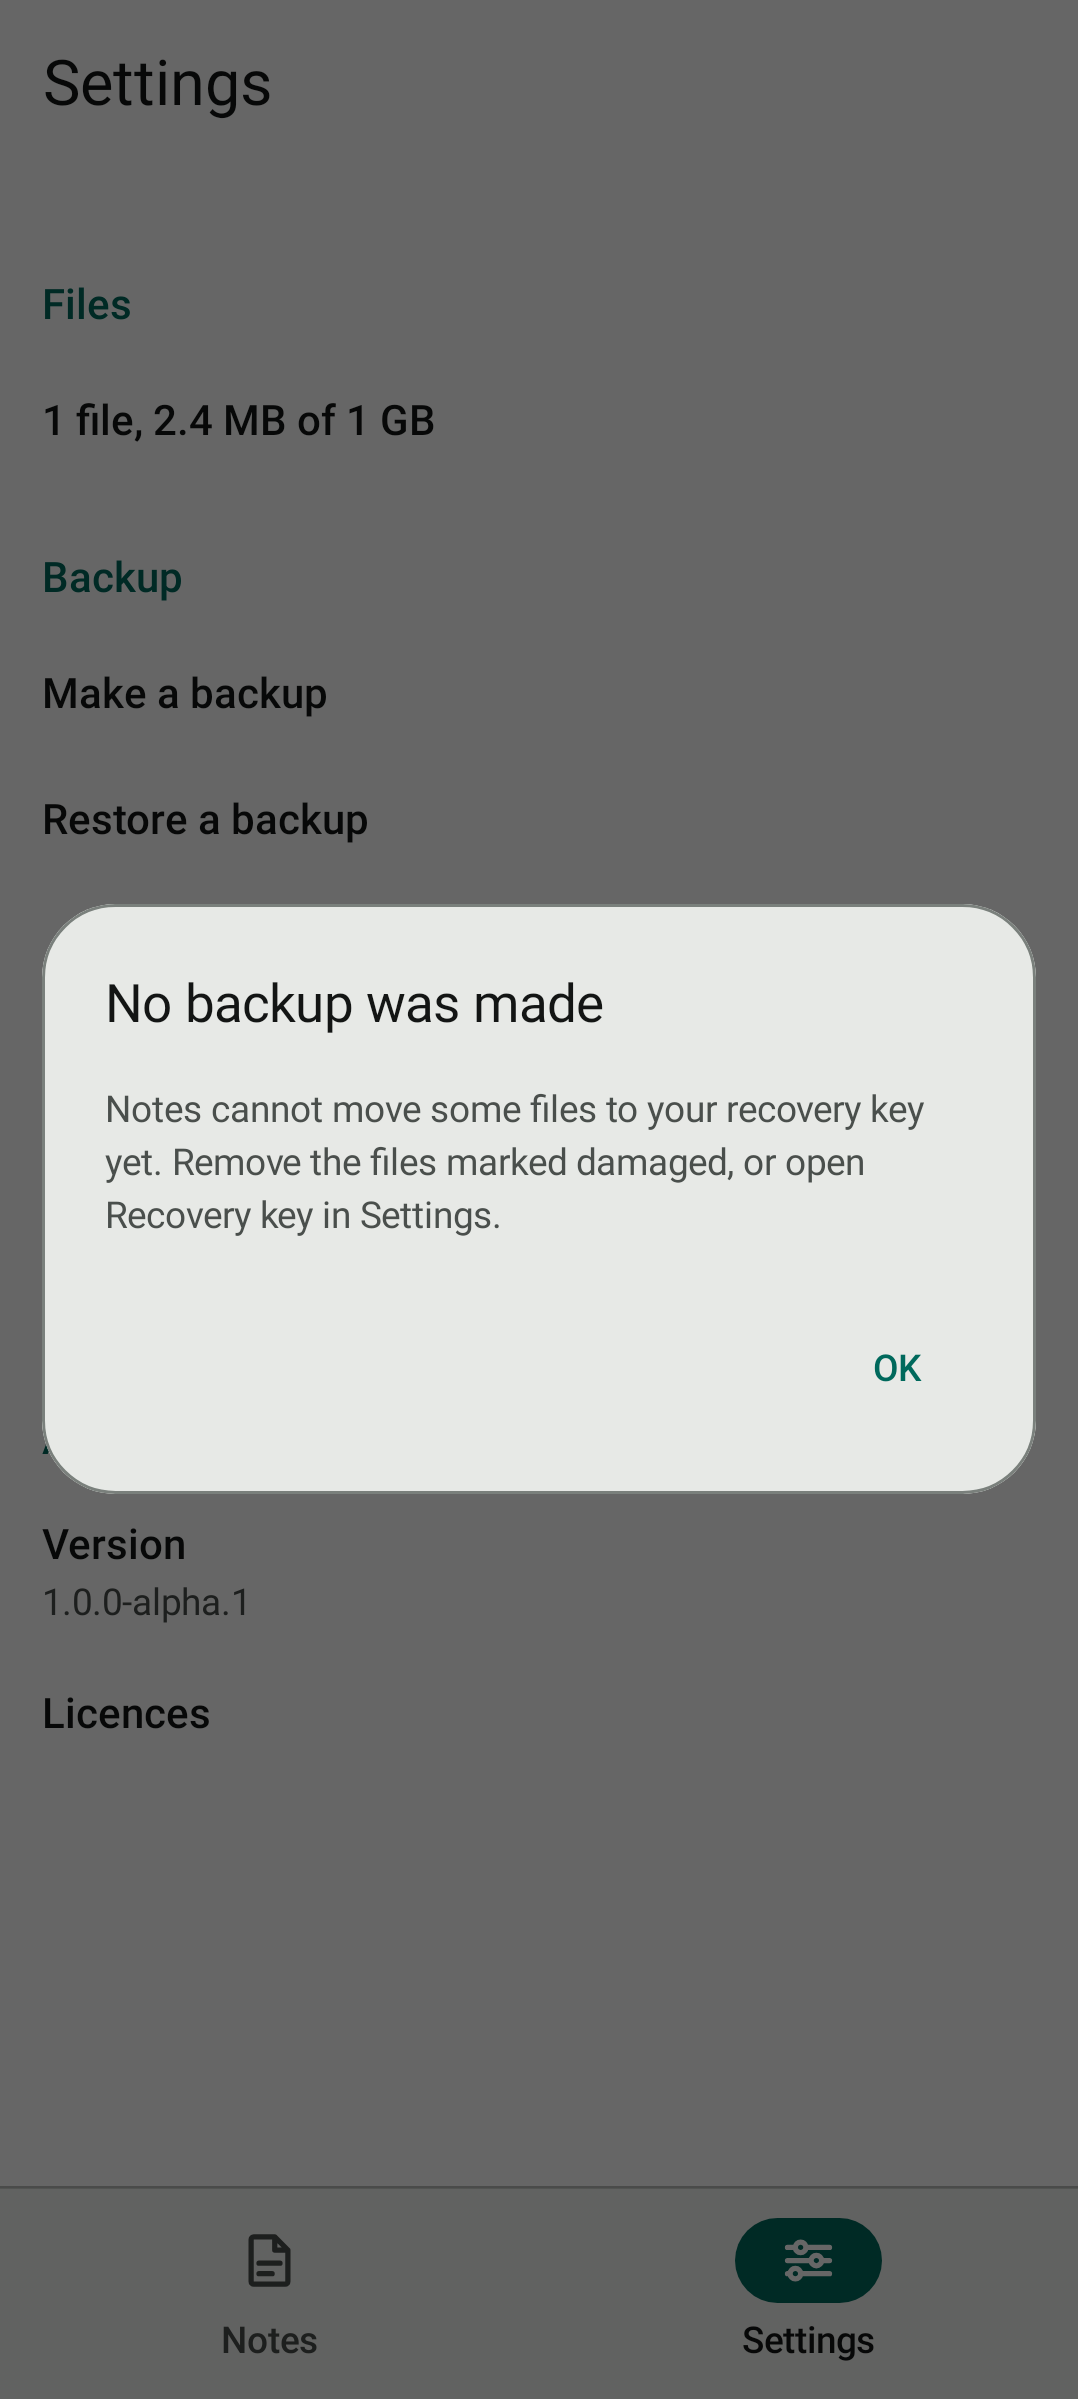 Settings
Files
1 file, 2.4 MB of 1 GB
Backup
Make a backup
Restore a backup
No backup was made
Notes cannot move some files to your recovery key
yet. Remove the files marked damaged, or open
Recovery key in Settings.
OK
Version
1.0.0-alpha.1
Licences
Notes
Settings